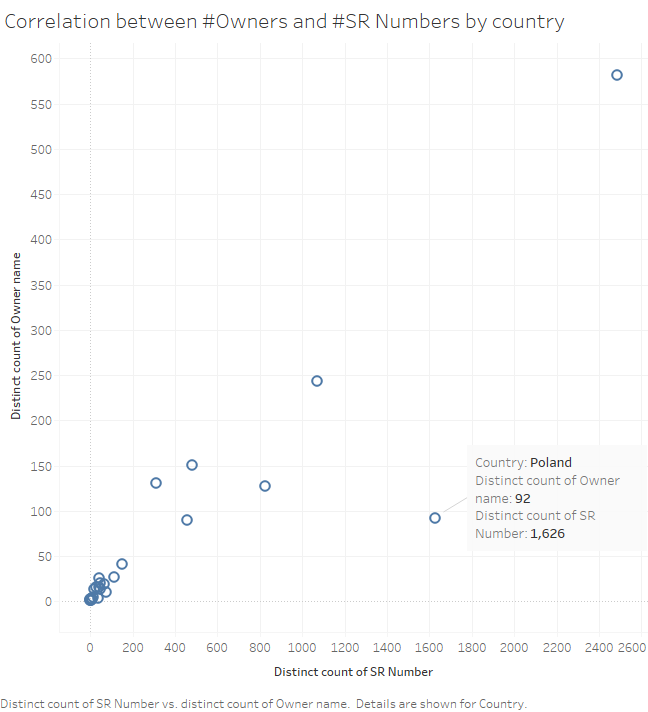 Correlation between #Owners and #SR Numbers by country
600
550
500
450
400
350
300
250
200
150
100
50
0
Distinct count of Owner name
Country: Poland
Distinct count of Owner
name: 92
Distinct count of SR
Number: 1,626
0 200 400 600 800 1000 1200 1400 1600 1800 2000 2200 2400 2600
Distinct count of SR Number
Distinct count of SR Number vs. distinct count of Owner name. Details are shown for Country.